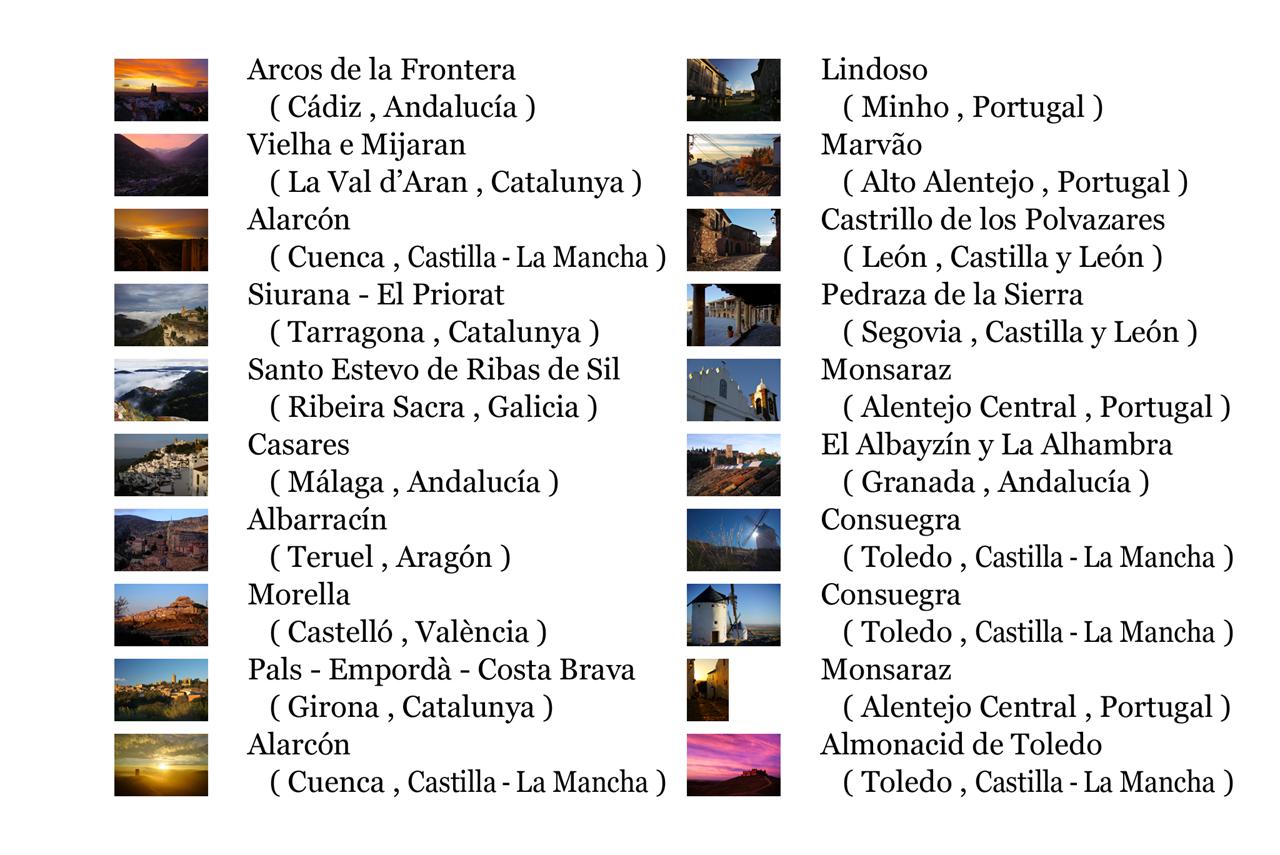 Arcos de la Frontera
( Cádiz , Andalucía )
Vielha e Mijaran
( La Val d’Aran , Catalunya )
Alarcón
( Cuenca , Castilla - La Mancha )
Siurana - El Priorat
( Tarragona , Catalunya )
Santo Estevo de Ribas de Sil
( Ribeira Sacra , Galicia )
Casares
( Málaga , Andalucía )
Albarracín
( Teruel , Aragón )
Morella
( Castelló , València )
Pals - Empordà - Costa Brava
( Girona , Catalunya )
Alarcón
( Cuenca , Castilla - La Mancha )
Lindoso
( Minho , Portugal )
Marvão
( Alto Alentejo , Portugal )
Castrillo de los Polvazares
( León , Castilla y León )
Pedraza de la Sierra
( Segovia , Castilla y León )
Monsaraz
( Alentejo Central , Portugal )
El Albayzín y La Alhambra
( Granada , Andalucía )
Consuegra
( Toledo , Castilla - La Mancha )
Consuegra
( Toledo , Castilla - La Mancha )
Monsaraz
( Alentejo Central , Portugal )
Almonacid de Toledo
( Toledo , Castilla - La Mancha )